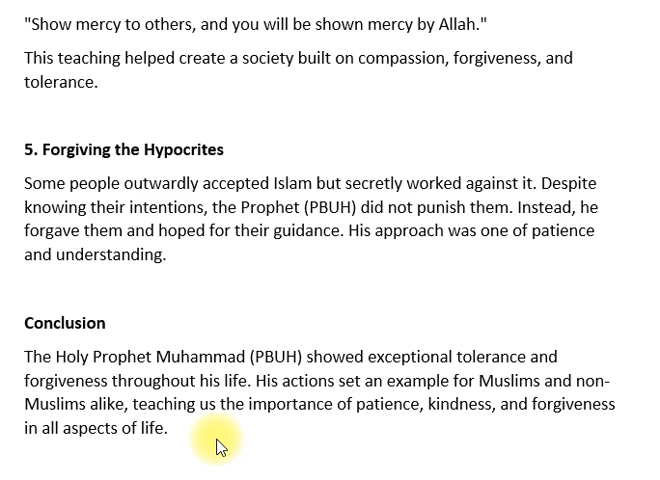 "Show mercy to others, and you will be shown mercy by Allah."
This teaching helped create a society built on compassion, forgiveness, and
tolerance.
5. Forgiving the Hypocrites
Some people outwardly accepted Islam but secretly worked against it. Despite
knowing their intentions, the Prophet (PBUH) did not punish them. Instead, he
forgave them and hoped for their guidance. His approach was one of patience
and understanding.
Conclusion
The Holy Prophet Muhammad (PBUH) showed exceptional tolerance and
forgiveness throughout his life. His actions set an example for Muslims and non-
Muslims alike, teaching us the importance of patience, kindness, and forgiveness
in all aspects of life.